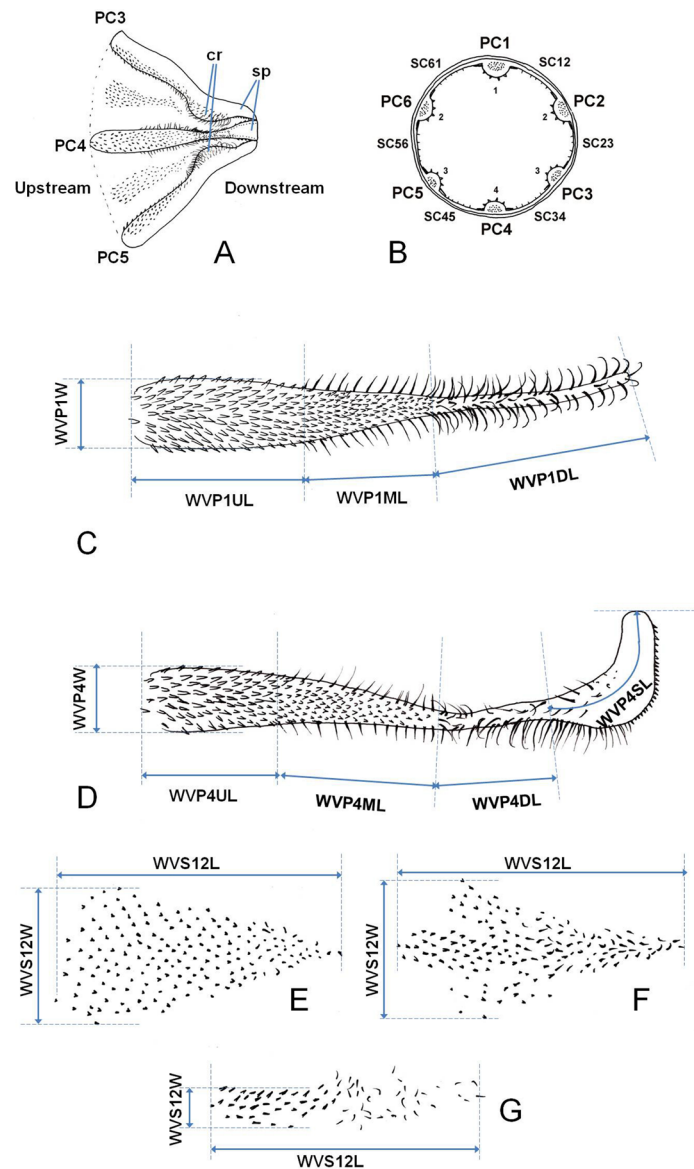 PC3
cr
sp
PC4
Upstream
Downstream
PC5
A
PC1
SC61
SC12
1
PC6
PC2
2
2
SC56
SC23
3
3
PC5
PC3
4
SC45
SC34
PC4
B
WVP1W
WVP1UL
WVP1ML
WVP1DL
C
WVP4W
WVP4SL
WVP4UL
WVP4ML
WVP4DL
D
WVS12L
WVS12W
E
WVS12L
WVS12W
F
WVS12W
G
WVS12L